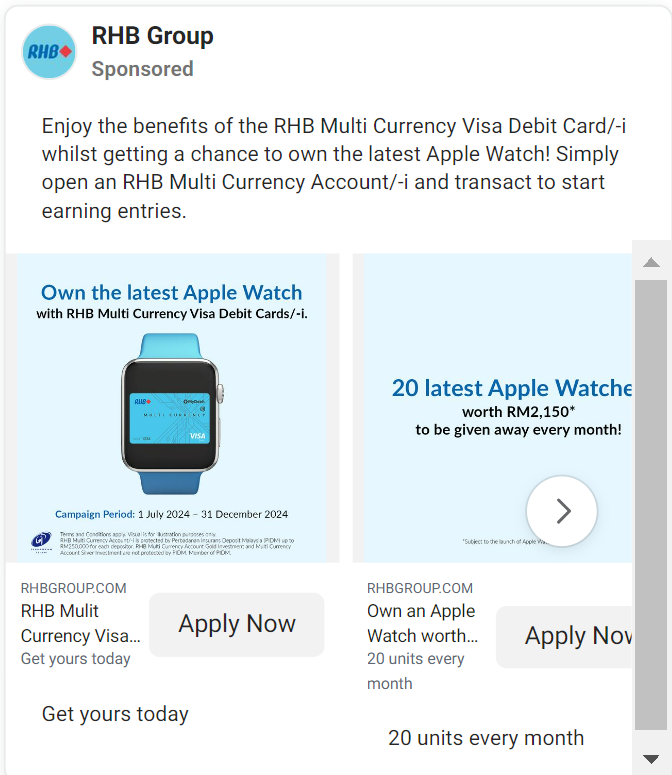 RHB
RHB Group
Sponsored
Enjoy the benefits of the RHB Multi Currency Visa Debit Card/-i
whilst getting a chance to own the latest Apple Watch! Simply
open an RHB Multi Currency Account/-i and transact to start
earning entries.
Own the latest Apple Watch
with RHB Multi Currency Visa Debit Cards/-i.
RHB
MULTI CURRENCY
VISA
Campaign Period: 1 July 2024 – 31 December 2024
Terms and Conditions apply. Visual is for illustration purposes only.
RHB Multi Currency Account/-i is protected by Perbadanan Insurans Deposit Malaysia (PIDM) up to
RM250,000 for each depositor. RHB Multi Currency Account Gold Investment and Multi Currency
Account Silver Investment are not protected by PIDM. Member of PIDM.
20 latest Apple Watche
worth RM2,150*
to be given away every month!
*Subject to the launch of Apple Wa
RHBGROUP.COM
RHB Mulit
Currency Visa...
Get yours today
Apply Now
Get yours today
RHBGROUP.COM
Own an Apple
Watch worth...
20 units every
month
Apply Now
20 units every month